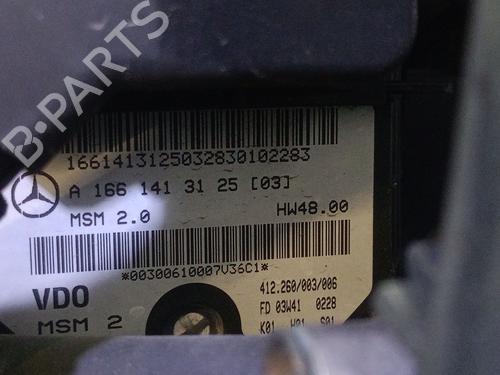 B-PARTS
1661413125032830102283
A 166 141 31 25 [03]
MSM 2.0 HW48.00
*00300610007V36C1*
VDO 412.260/003/006
MSM 2 FD 03W41 0228
K01 W01 S01